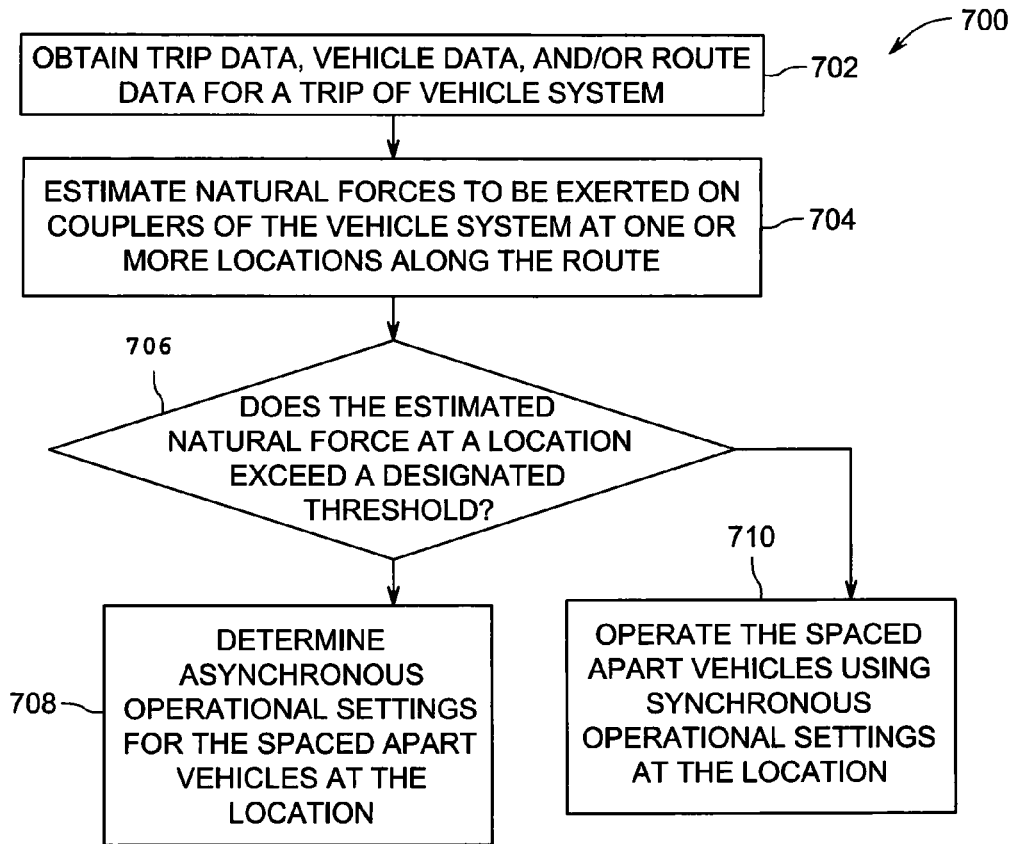 700
OBTAIN TRIP DATA, VEHICLE DATA, AND/OR ROUTE
DATA FOR A TRIP OF VEHICLE SYSTEM
702
ESTIMATE NATURAL FORCES TO BE EXERTED ON
COUPLERS OF THE VEHICLE SYSTEM AT ONE OR
MORE LOCATIONS ALONG THE ROUTE
704
706
DOES THE ESTIMATED
NATURAL FORCE AT A LOCATION
EXCEED A DESIGNATED
THRESHOLD?
708
DETERMINE
ASYNCHRONOUS
OPERATIONAL SETTINGS
FOR THE SPACED APART
VEHICLES AT THE
LOCATION
710
OPERATE THE SPACED
APART VEHICLES USING
SYNCHRONOUS
OPERATIONAL SETTINGS
AT THE LOCATION